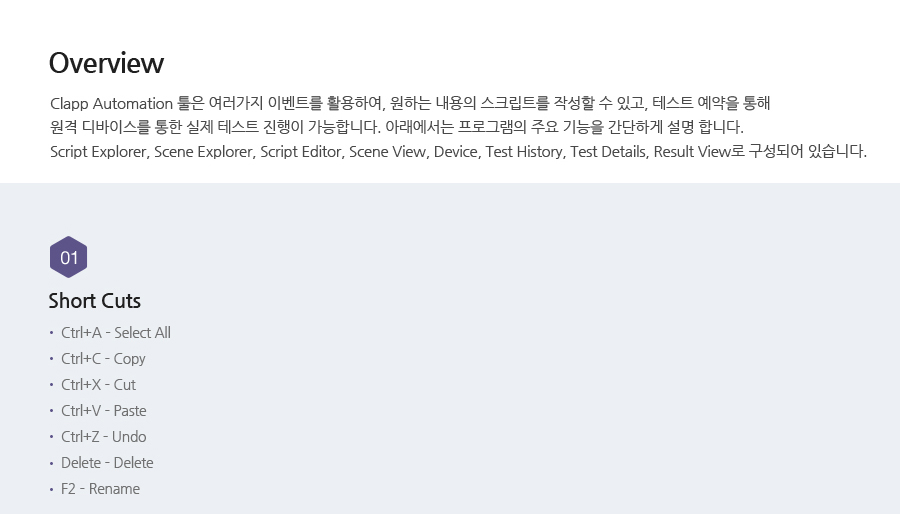 Overview
Clapp Automation 툴은 여러가지 이벤트를 활용하여, 원하는 내용의 스크립트를 작성할 수 있고, 테스트 예약을 통해
원격 디바이스를 통한 실제 테스트 진행이 가능합니다. 아래에서는 프로그램의 주요 기능을 간단하게 설명 합니다.
Script Explorer, Scene Explorer, Script Editor, Scene View, Device, Test History, Test Details, Result View로 구성되어 있습니다.
01
Short Cuts
• Ctrl+A - Select All
• Ctrl+C - Copy
• Ctrl+X - Cut
• Ctrl+V - Paste
• Ctrl+Z - Undo
• Delete - Delete
• F2 - Rename